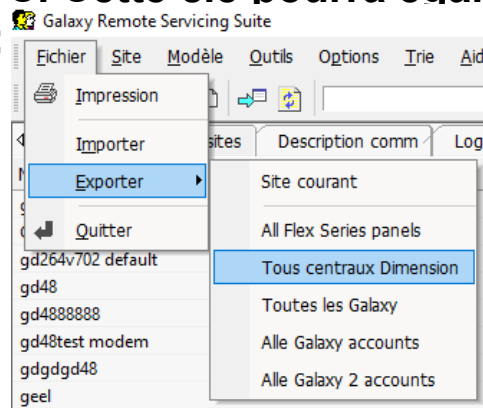 Galaxy Remote Servicing Suite
Fichier Site Modèle Outils Options Trie Aid
Impression
Importer
sites Description comm Log
Exporter
Site courant
Quitter
All Flex Series panels
gd264v702 default
Tous centraux Dimension
gd48
Toutes les Galaxy
gd4888888
gd48test modem
Alle Galaxy accounts
gdgdgd48
Alle Galaxy 2 accounts
geel